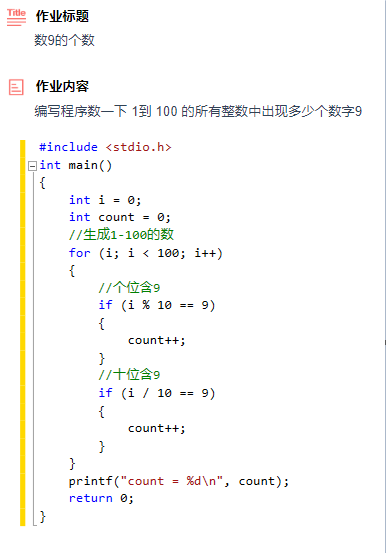 Title 作业标题
数9的个数
作业内容
编写程序数一下 1到 100 的所有整数中出现多少个数字9
#include <stdio.h>
int main()
{
    int i = 0;
    int count = 0;
    //生成1-100的数
    for (i; i < 100; i++)
    {
        //个位含9
        if (i % 10 == 9)
        {
            count++;
        }
        //十位含9
        if (i / 10 == 9)
        {
            count++;
        }
    }
    printf("count = %d\n", count);
    return 0;
}